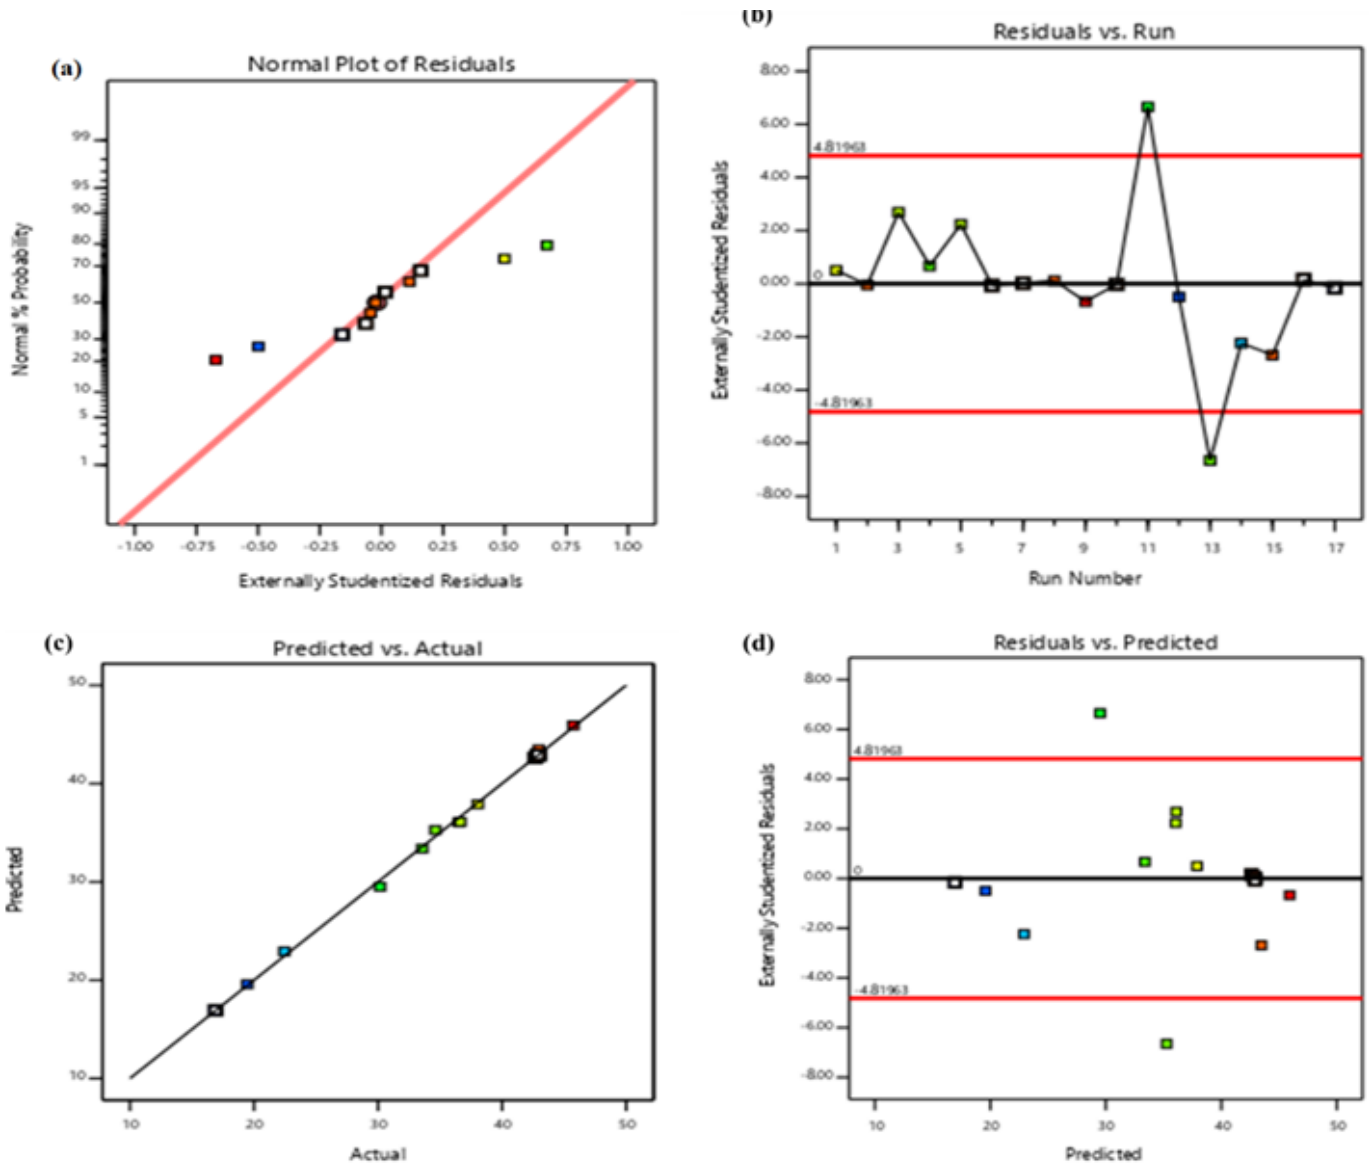 (a)
Normal Plot of Residuals
Normal % Probability
99
95
90
80
70
50
30
20
10
5
1
-1.00 -0.75 -0.50 -0.25 0.00 0.25 0.50 0.75 1.00
Externally Studentized Residuals
(b)
Residuals vs. Run
Externally Studentized Residuals
8.00
6.00
4.81963
4.00
2.00
0
0.00
-2.00
-4.00
-4.81963
-6.00
-8.00
1 3 5 7 9 11 13 15 17
Run Number
(c)
Predicted vs. Actual
Predicted
50
40
30
20
10
10 20 30 40 50
Actual
(d)
Residuals vs. Predicted
Externally Studentized Residuals
8.00
6.00
4.81963
4.00
2.00
0
0.00
-2.00
-4.00
-4.81963
-6.00
-8.00
10 20 30 40 50
Predicted